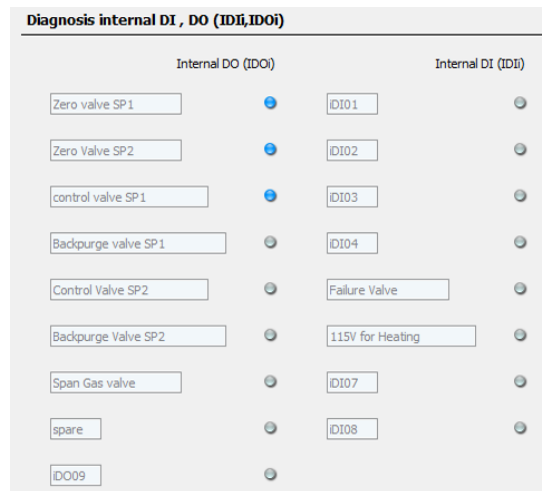 Diagnosis internal DI , DO (IDIi,IDOi)
Internal DO (IDOi) Internal DI (IDIi)
Zero valve SP1 iDI01
Zero Valve SP2 iDI02
control valve SP1 iDI03
Backpurge valve SP1 iDI04
Control Valve SP2 Failure Valve
Backpurge Valve SP2 115V for Heating
Span Gas valve iDI07
spare iDI08
iDO09